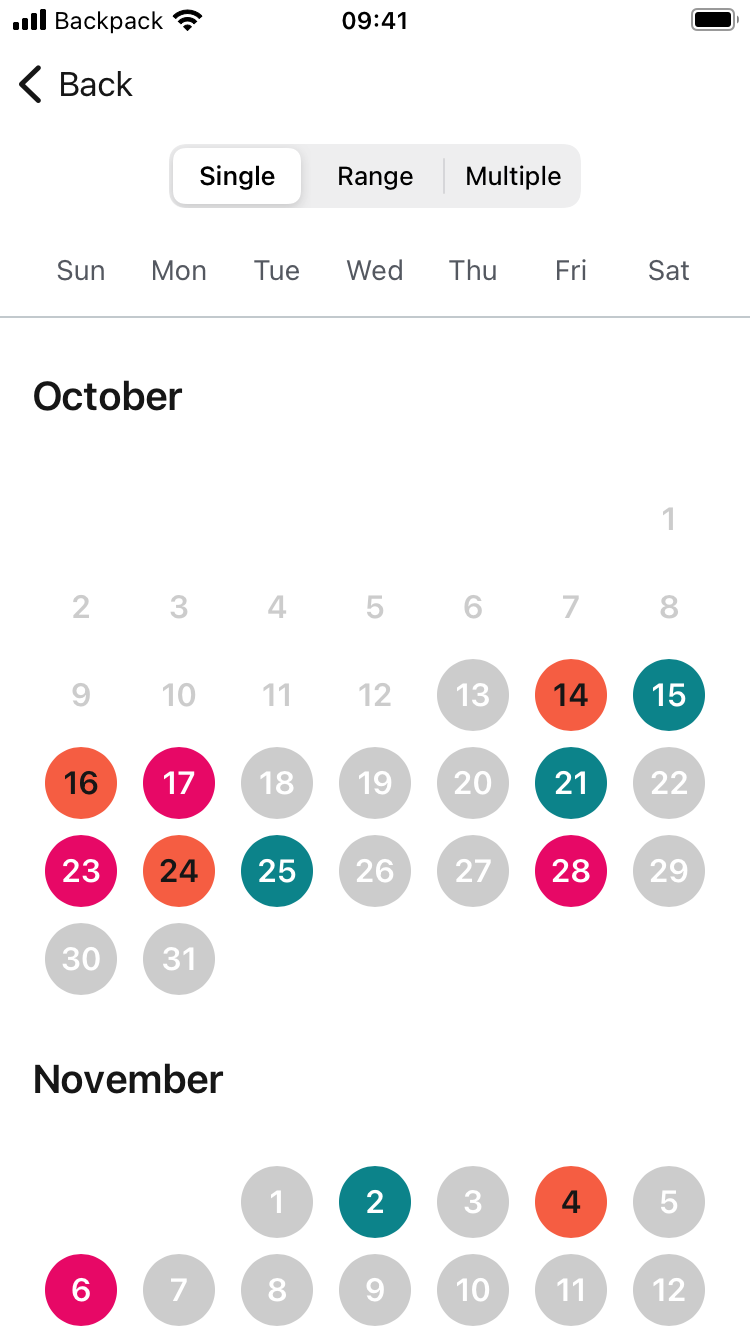 Backpack 09:41
Back
Single Range Multiple
Sun Mon Tue Wed Thu Fri Sat
October
1
2 3 4 5 6 7 8
9 10 11 12 13 14 15
16 17 18 19 20 21 22
23 24 25 26 27 28 29
30 31
November
1 2 3 4 5
6 7 8 9 10 11 12